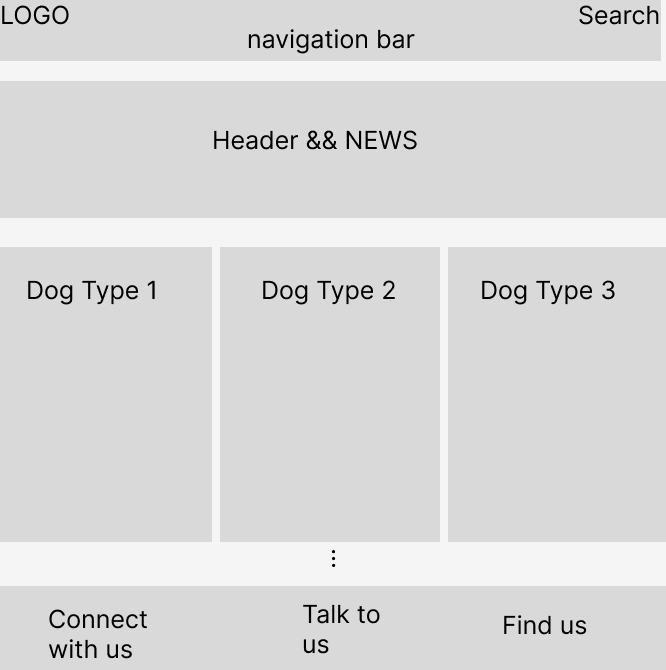 LOGO
Search
navigation bar
Header && NEWS
Dog Type 1
Dog Type 2
Dog Type 3
⋮
Connect
with us
Talk to
us
Find us